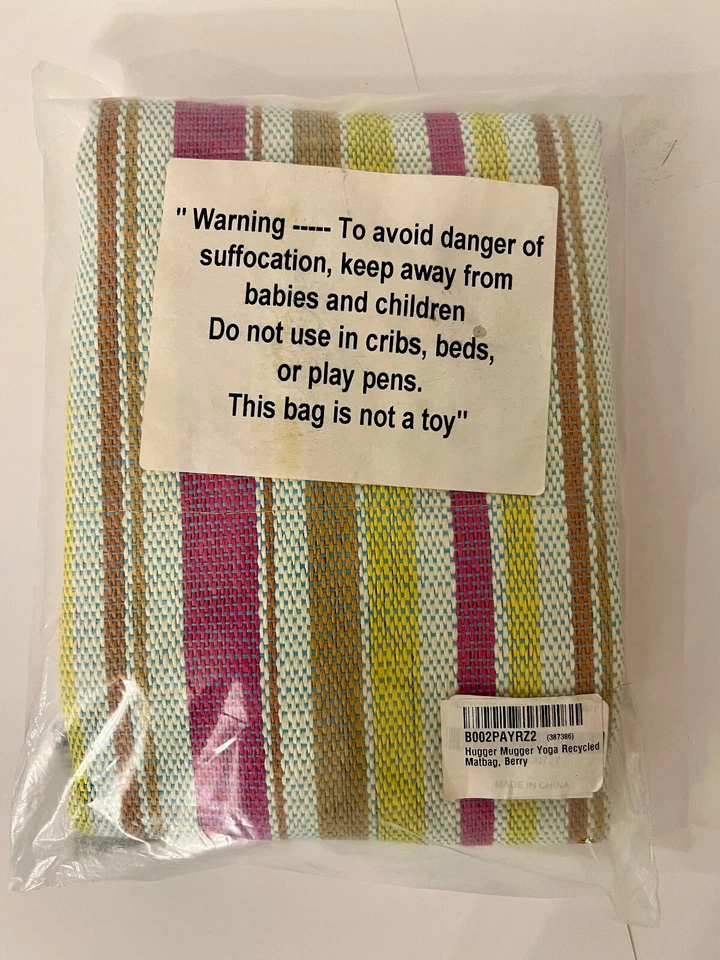 " Warning ----- To avoid danger of
suffocation, keep away from
babies and children
Do not use in cribs, beds,
or play pens.
This bag is not a toy"
B002PAYRZ2 (387386)
Hugger Mugger Yoga Recycled
Matbag, Berry
MADE IN CHINA